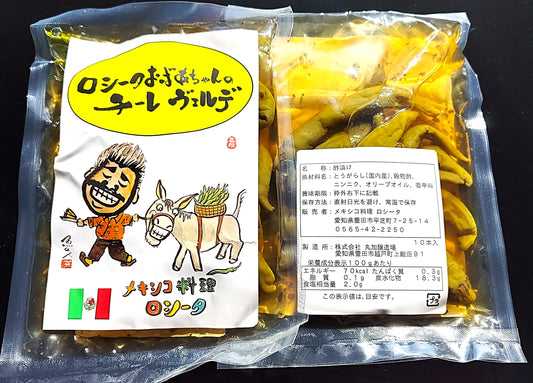 ロシーのおばあちゃんの
チーレ ヴェルデ
メキシコ 料理
ロシータ
名 称：酢漬け
原材料名：とうがらし(国内産)、穀物酢、
ニンニク、オリーブオイル、香辛料
賞味期限：枠外右下に記載
保存方法：直射日光を避け、常温で保存
販 売 者：メキシコ料理 ロシータ
愛知県豊田市平芝町7-25-14
0565-42-2250
10本入
製 造 所：株式会社 丸加醸造場
愛知県豊田市越戸町上能田91
栄養成分表示100gあたり
エネルギー 70kcal たんぱく質 0.3g
脂 質 0.1g 炭水化物 18.3g
食塩相当量 2.0g
この表示値は、目安です。
プラ